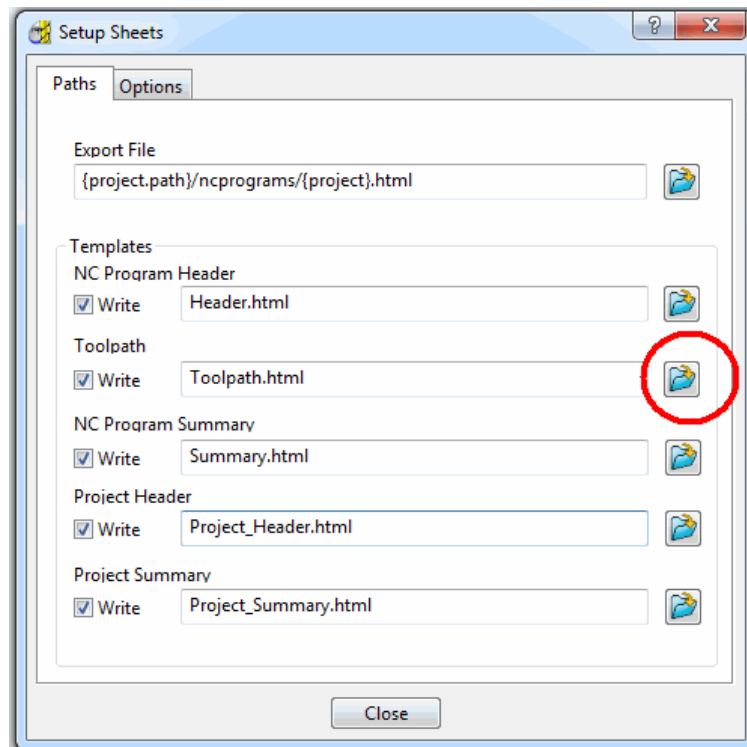 Setup Sheets
Paths
Options
Export File
{project.path}/ncprograms/{project}.html
Templates
NC Program Header
Write
Header.html
Toolpath
Write
Toolpath.html
NC Program Summary
Write
Summary.html
Project Header
Write
Project_Header.html
Project Summary
Write
Project_Summary.html
Close